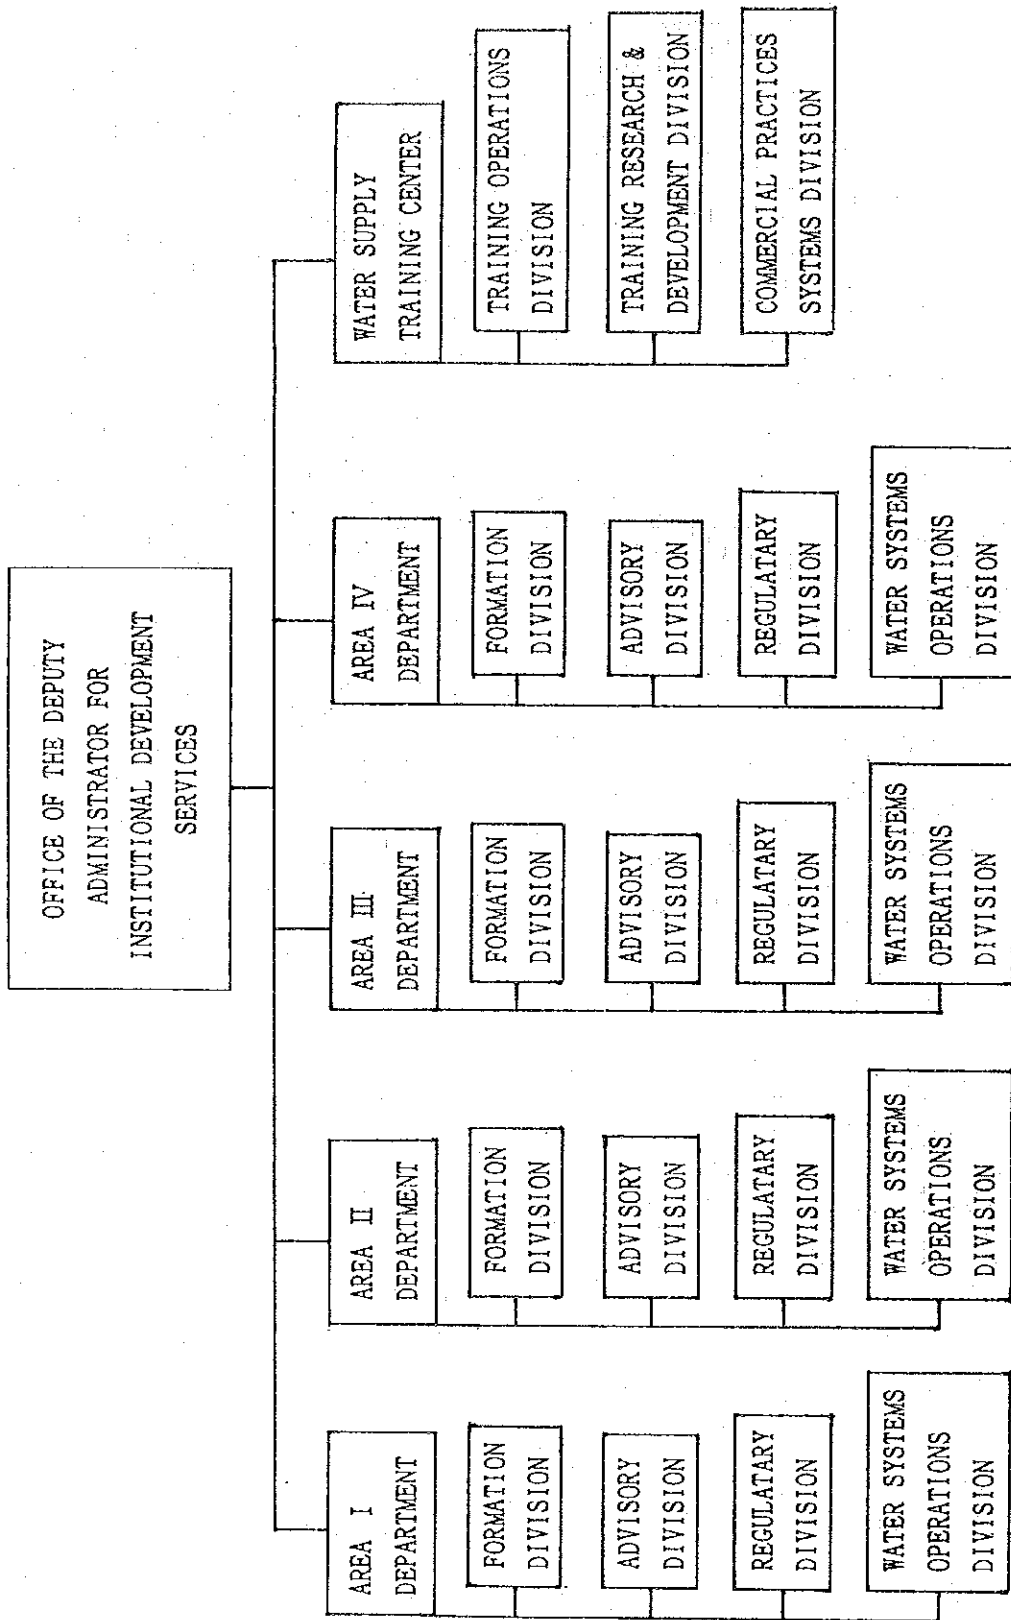 OFFICE OF THE DEPUTY
ADMINISTRATOR FOR
INSTITUTIONAL DEVELOPMENT
SERVICES
AREA I
DEPARTMENT
FORMATION
DIVISION
ADVISORY
DIVISION
REGULATARY
DIVISION
WATER SYSTEMS
OPERATIONS
DIVISION
AREA II
DEPARTMENT
FORMATION
DIVISION
ADVISORY
DIVISION
REGULATARY
DIVISION
WATER SYSTEMS
OPERATIONS
DIVISION
AREA III
DEPARTMENT
FORMATION
DIVISION
ADVISORY
DIVISION
REGULATARY
DIVISION
WATER SYSTEMS
OPERATIONS
DIVISION
AREA IV
DEPARTMENT
FORMATION
DIVISION
ADVISORY
DIVISION
REGULATARY
DIVISION
WATER SYSTEMS
OPERATIONS
DIVISION
WATER SUPPLY
TRAINING CENTER
TRAINING OPERATIONS
DIVISION
TRAINING RESEARCH &
DEVELOPMENT DIVISION
COMMERCIAL PRACTICES
SYSTEMS DIVISION